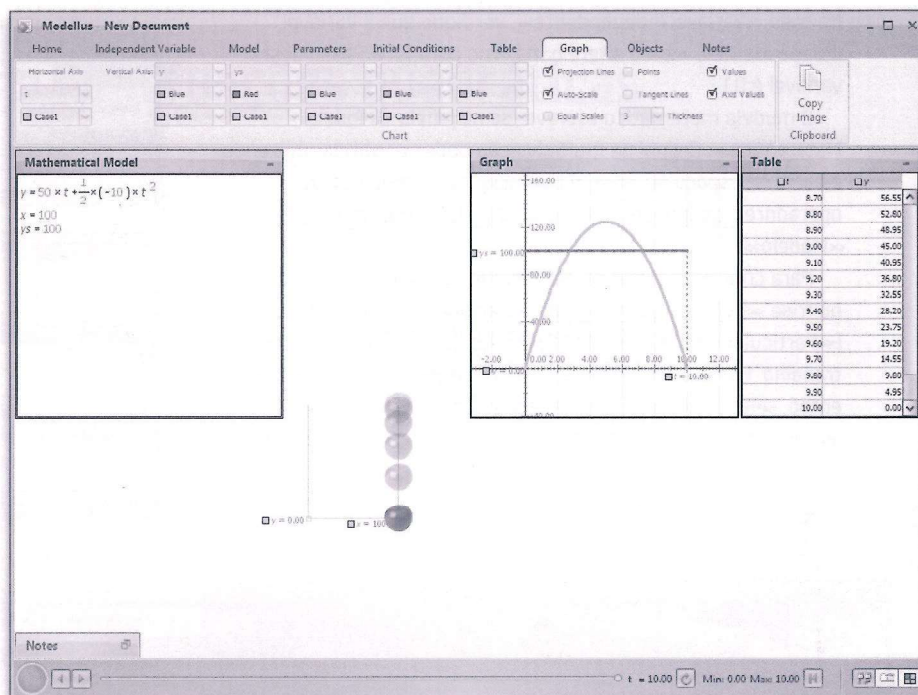 Modellus - New Document
Home Independent Variable Model Parameters Initial Conditions Table Graph Objects Notes
Horizontal Axis Vertical Axis: y ys Projection Lines Points Values
t Blue Red Blue Blue Blue Auto-Scale Tangent Lines Axis Values
Case1 Case1 Case1 Case1 Case1 Case1 Equal Scales 3 Thickness
Copy Image
Chart Clipboard
Mathematical Model
y = 50 × t + 1/2 × (-10) × t^2
x = 100
ys = 100
Graph
160.00
120.00
ys = 100.00
80.00
40.00
-2.00 0.00 2.00 4.00 6.00 8.00 10.00 12.00
= 0.00
t = 10.00
-40.00
Table
t y
8.70 56.55
8.80 52.80
8.90 48.95
9.00 45.00
9.10 40.95
9.20 36.80
9.30 32.55
9.40 28.20
9.50 23.75
9.60 19.20
9.70 14.55
9.80 9.80
9.90 4.95
10.00 0.00
y = 0.00 x = 100
Notes
t = 10.00 Min: 0.00 Max: 10.00